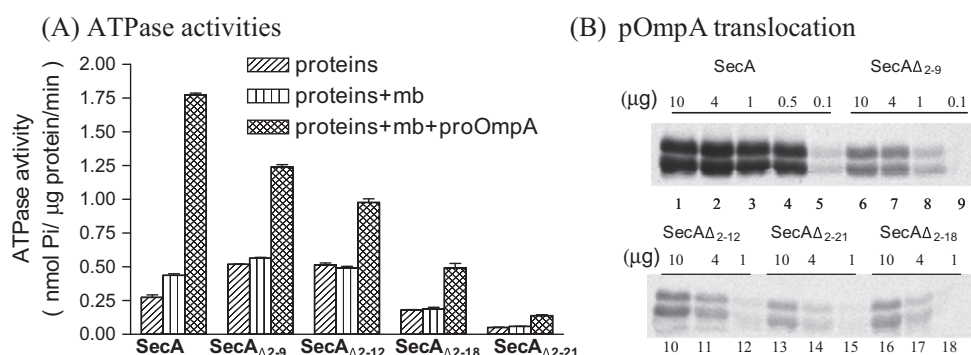 (A) ATPase activities
ATPase avtivity
( nmol Pi/ µg protein/min)
2.00
1.75
1.50
1.25
1.00
0.75
0.50
0.25
0.00
proteins
proteins+mb
proteins+mb+proOmpA
SecA SecAΔ2-9 SecAΔ2-12 SecAΔ2-18 SecAΔ2-21
(B) pOmpA translocation
SecA SecAΔ2-9
(µg) 10 4 1 0.5 0.1 10 4 1 0.1
1 2 3 4 5 6 7 8 9
SecAΔ2-12 SecAΔ2-21 SecAΔ2-18
(µg) 10 4 1 10 4 1 10 4 1
10 11 12 13 14 15 16 17 18